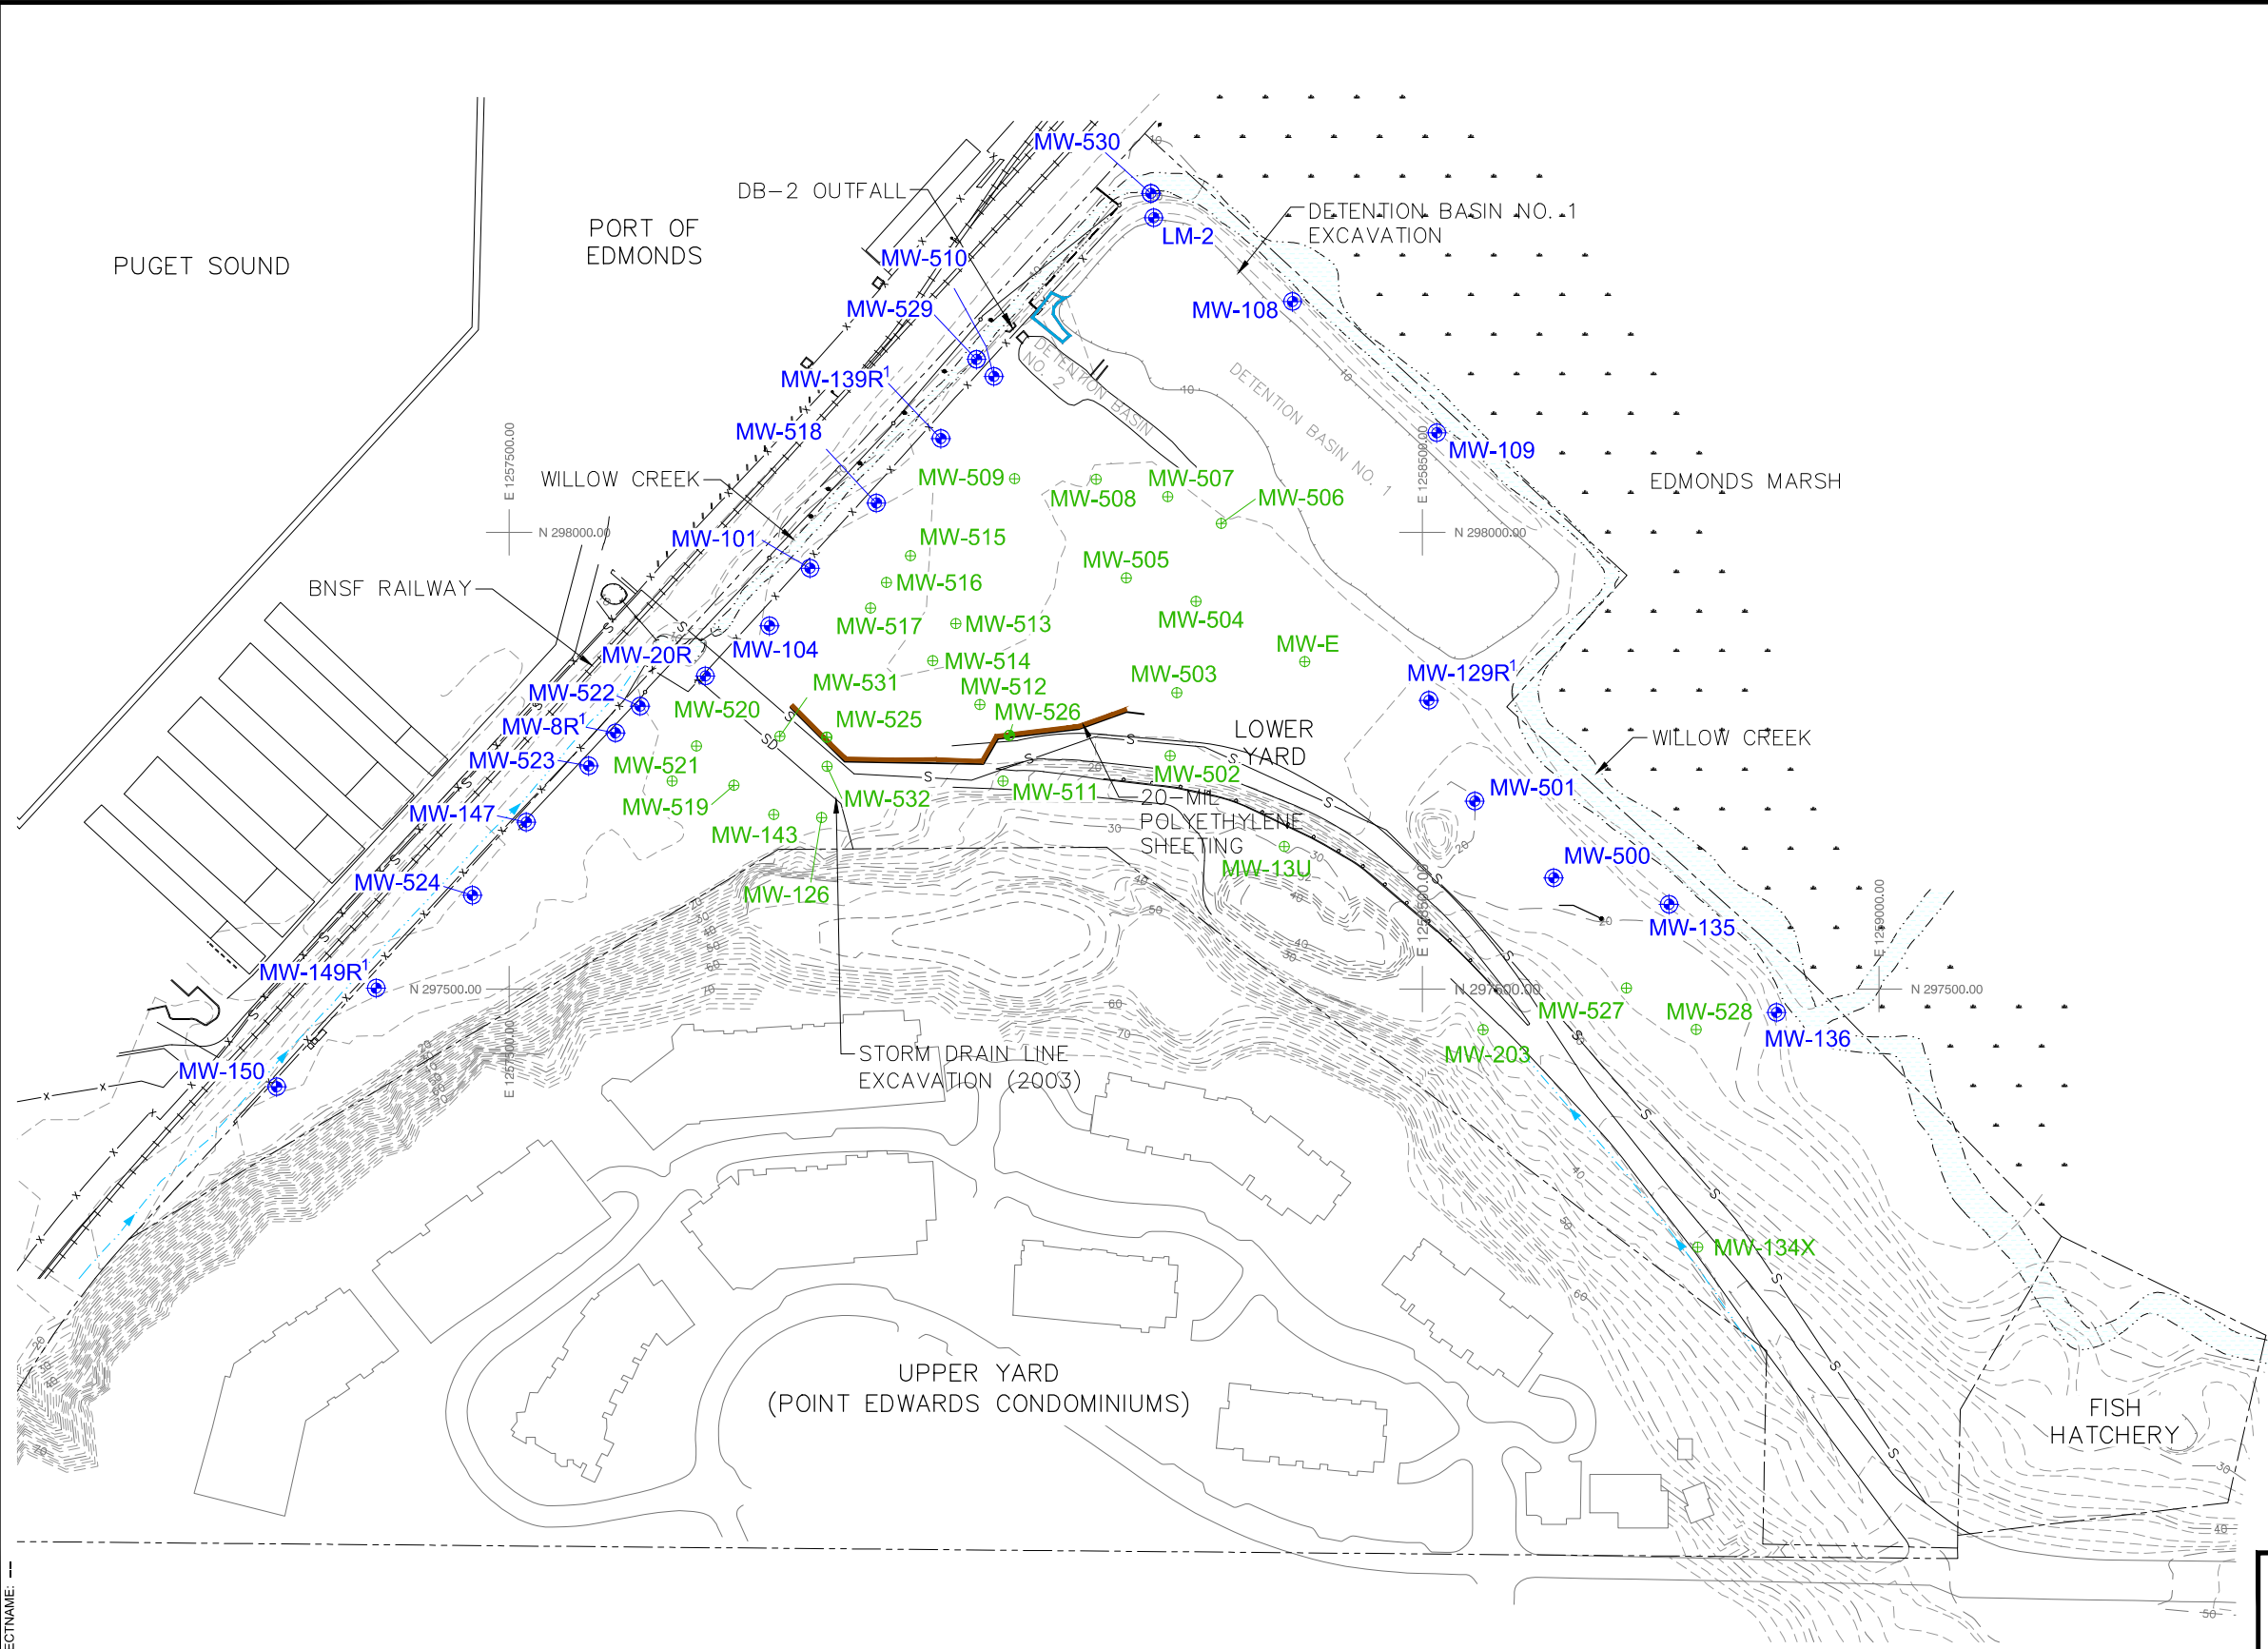 MW-530
DB-2 OUTFALL
PORT OF
EDMONDS
PUGET SOUND
DETENTION BASIN NO. 1
EXCAVATION
LM-2
MW-510
MW-529
MW-108
DETENTION BASIN
NO. 2
DETENTION BASIN NO. 1
MW-139R1
MW-518
MW-109
WILLOW CREEK
EDMONDS MARSH
MW-509
MW-508
MW-507
MW-506
E 1257500.00
N 298000.00
E 1258500.00
N 298000.00
MW-101
MW-515
MW-505
MW-516
BNSF RAILWAY
MW-517
MW-513
MW-504
MW-20R
MW-104
MW-E
MW-514
MW-503
MW-129R1
MW-522
MW-531
MW-512
MW-520
MW-8R1
MW-525
MW-526
LOWER
YARD
WILLOW CREEK
MW-523
MW-521
MW-502
MW-519
MW-532
MW-511
MW-501
20-MIL
POLYETHYLENE
SHEETING
MW-147
MW-143
MW-13U
MW-500
MW-524
MW-126
MW-135
E 1258500.00
E 1259000.00
MW-149R1
N 297500.00
E 1257500.00
N 297500.00
N 297500.00
MW-527
MW-528
MW-136
MW-203
MW-150
STORM DRAIN LINE
EXCAVATION (2003)
MW-134X
UPPER YARD
(POINT EDWARDS CONDOMINIUMS)
FISH
HATCHERY
ECTNAME: --